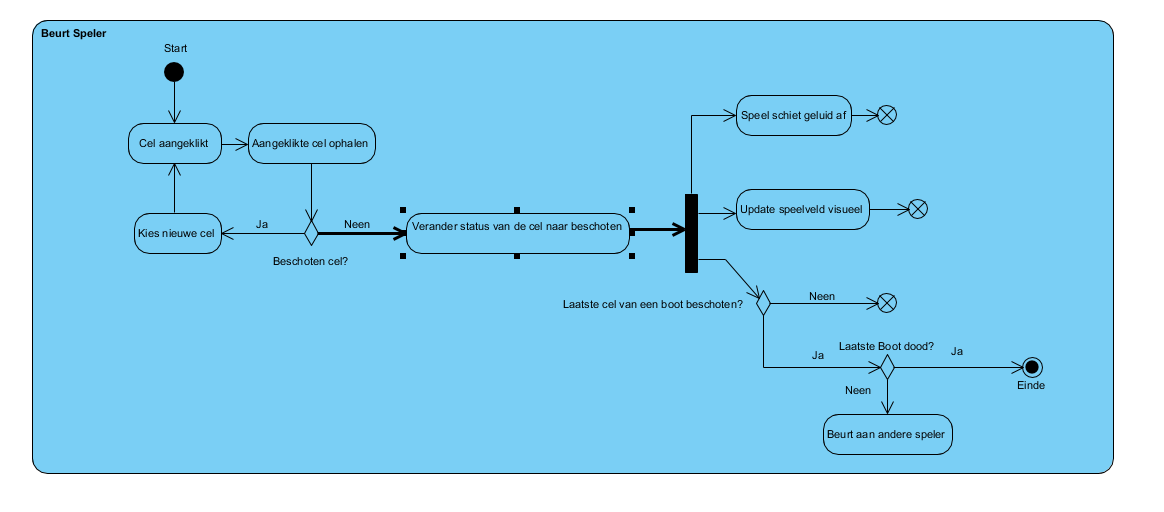 Beurt Speler
Start
Cel aangeklikt
Aangeklikte cel ophalen
Speel schiet geluid af
Update speelveld visueel
Kies nieuwe cel
Ja
Neen
Verander status van de cel naar beschoten
Beschoten cel?
Laatste cel van een boot beschoten?
Neen
Laatste Boot dood?
Ja
Ja
Einde
Neen
Beurt aan andere speler